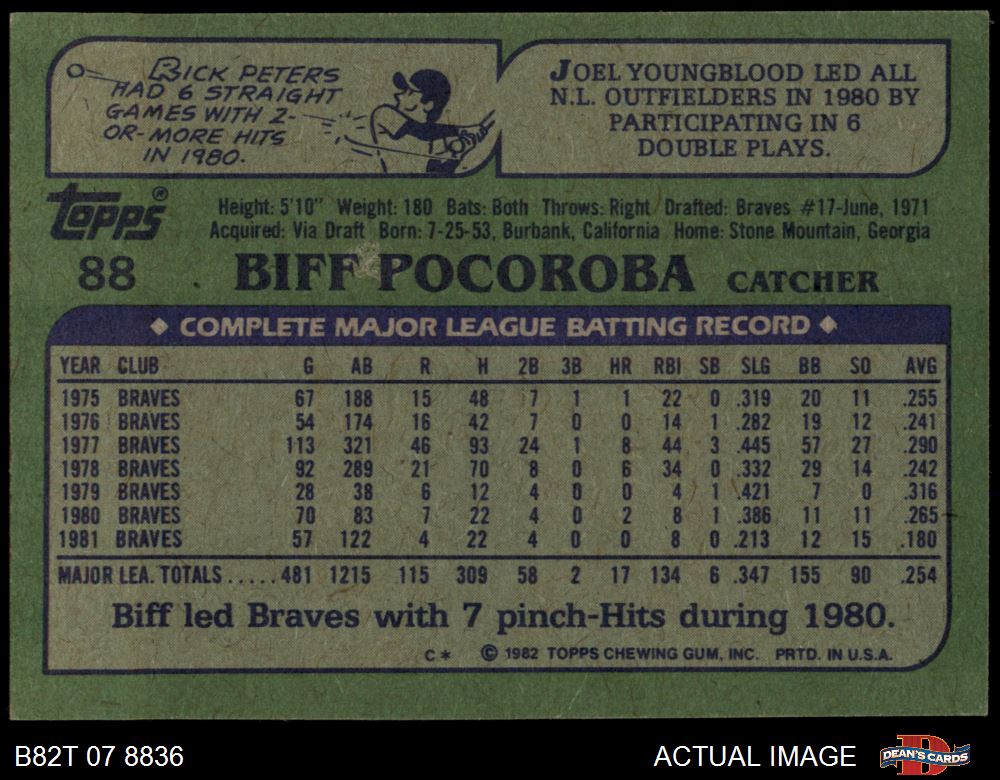 RICK PETERS
HAD 6 STRAIGHT
GAMES WITH 2-
OR-MORE HITS
IN 1980.
JOEL YOUNGBLOOD LED ALL
N.L. OUTFIELDERS IN 1980 BY
PARTICIPATING IN 6
DOUBLE PLAYS.
TOPPS®
Height: 5'10" Weight: 180 Bats: Both Throws: Right Drafted: Braves #17-June, 1971
Acquired: Via Draft Born: 7-25-53, Burbank, California Home: Stone Mountain, Georgia
88 BIFF POCOROBA CATCHER
◆ COMPLETE MAJOR LEAGUE BATTING RECORD ◆
YEAR CLUB G AB R H 2B 3B HR RBI SB SLG BB SO AVG
1975 BRAVES 67 188 15 48 7 1 1 22 0 .319 20 11 .255
1976 BRAVES 54 174 16 42 7 0 0 14 1 .282 19 12 .241
1977 BRAVES 113 321 46 93 24 1 8 44 3 .445 57 27 .290
1978 BRAVES 92 289 21 70 8 0 6 34 0 .332 29 14 .242
1979 BRAVES 28 38 6 12 4 0 0 4 1 .421 7 0 .316
1980 BRAVES 70 83 7 22 4 0 2 8 1 .386 11 11 .265
1981 BRAVES 57 122 4 22 4 0 0 8 0 .213 12 15 .180
MAJOR LEA. TOTALS.....481 1215 115 309 58 2 17 134 6 .347 155 90 .254
Biff led Braves with 7 pinch-Hits during 1980.
C* © 1982 TOPPS CHEWING GUM, INC. PRTD. IN U.S.A.
B82T 07 8836
ACTUAL IMAGE
D
DEAN'S CARDS